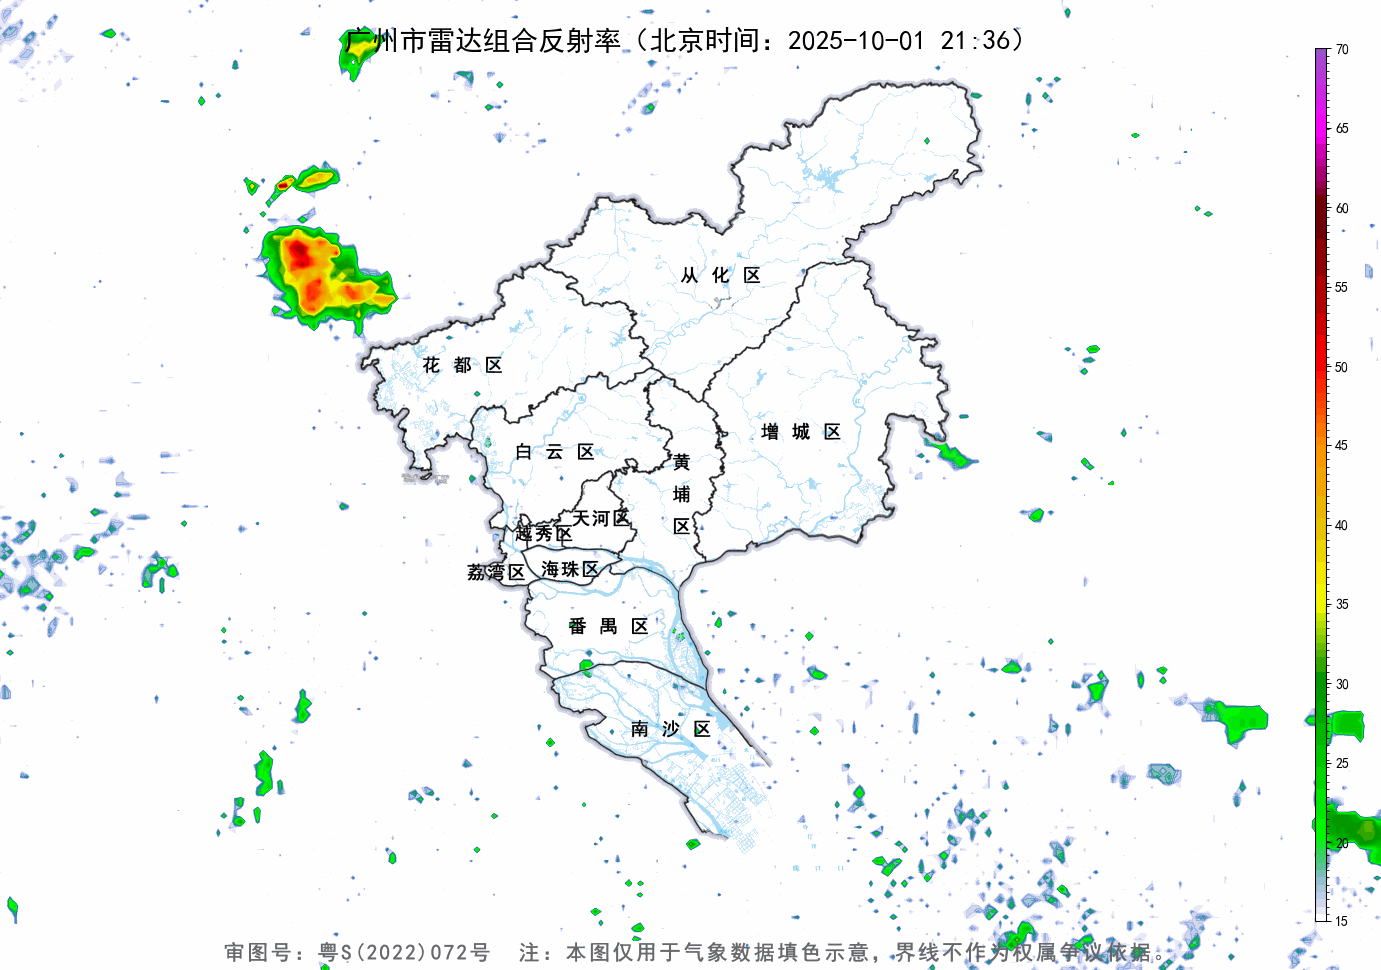 广州市雷达组合反射率（北京时间：2025-10-01 21:36）
70
65
60
55
50
45
40
35
30
25
20
15
从化区
花都区
增城区
白云区
黄埔区
天河区
越秀区
荔湾区
海珠区
番禺区
南沙区
审图号：粤S(2022)072号 注：本图仅用于气象数据填色示意，界线不作为权属争议依据。